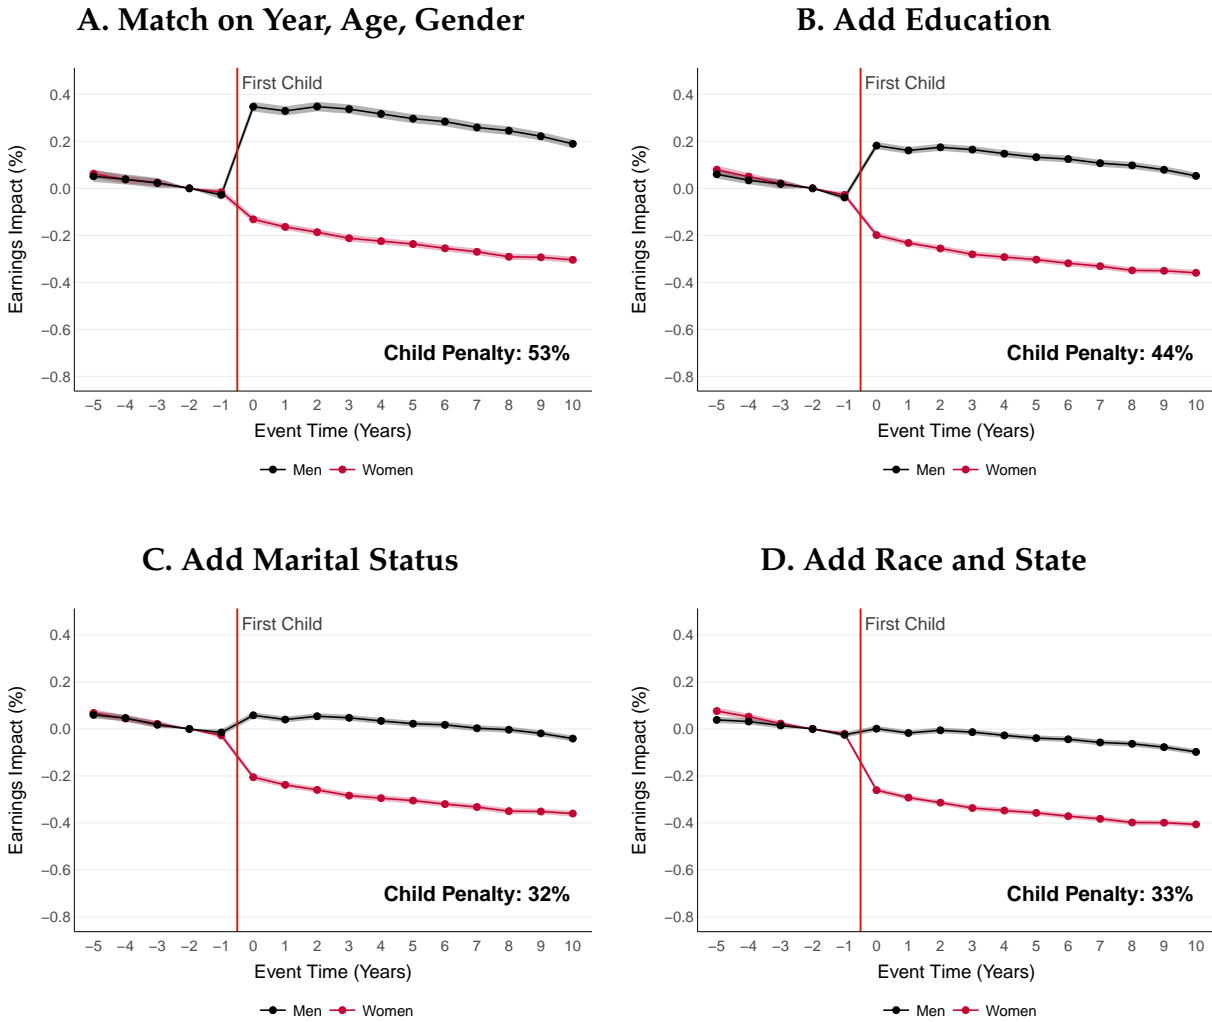 A. Match on Year, Age, Gender
First Child
0.4
0.2
0.0
−0.2
−0.4
−0.6
−0.8
Earnings Impact (%)
Child Penalty: 53%
−5 −4 −3 −2 −1 0 1 2 3 4 5 6 7 8 9 10
Event Time (Years)
Men Women
B. Add Education
First Child
0.4
0.2
0.0
−0.2
−0.4
−0.6
−0.8
Earnings Impact (%)
Child Penalty: 44%
−5 −4 −3 −2 −1 0 1 2 3 4 5 6 7 8 9 10
Event Time (Years)
Men Women
C. Add Marital Status
First Child
0.4
0.2
0.0
−0.2
−0.4
−0.6
−0.8
Earnings Impact (%)
Child Penalty: 32%
−5 −4 −3 −2 −1 0 1 2 3 4 5 6 7 8 9 10
Event Time (Years)
Men Women
D. Add Race and State
First Child
0.4
0.2
0.0
−0.2
−0.4
−0.6
−0.8
Earnings Impact (%)
Child Penalty: 33%
−5 −4 −3 −2 −1 0 1 2 3 4 5 6 7 8 9 10
Event Time (Years)
Men Women